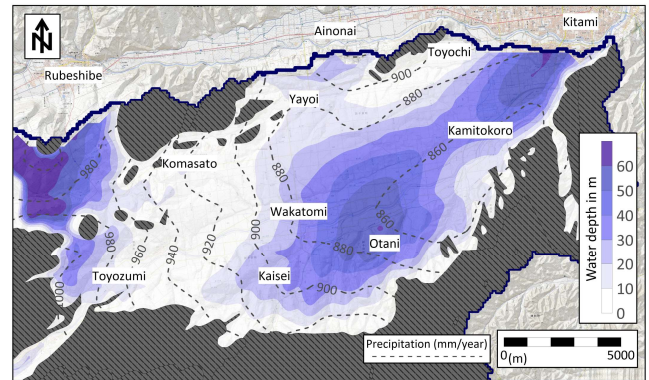 N
Kitami
Ainonai
Toyochi
Rubeshibe
900
880
Yayoi
Kamitokoro
860
980
Komasato
880
Wakatomi
860
900
920
Otani
880
980
960
940
Toyozumi
Kaisei
900
1000
Water depth in m
60
50
40
30
20
10
0
Precipitation (mm/year)
0(m)
5000